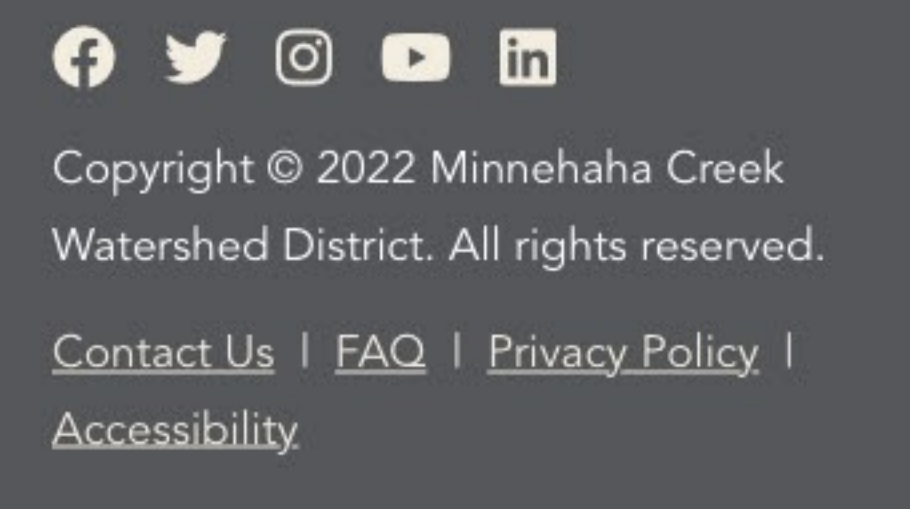 Copyright © 2022 Minnehaha Creek
Watershed District. All rights reserved.
Contact Us | FAQ | Privacy Policy |
Accessibility